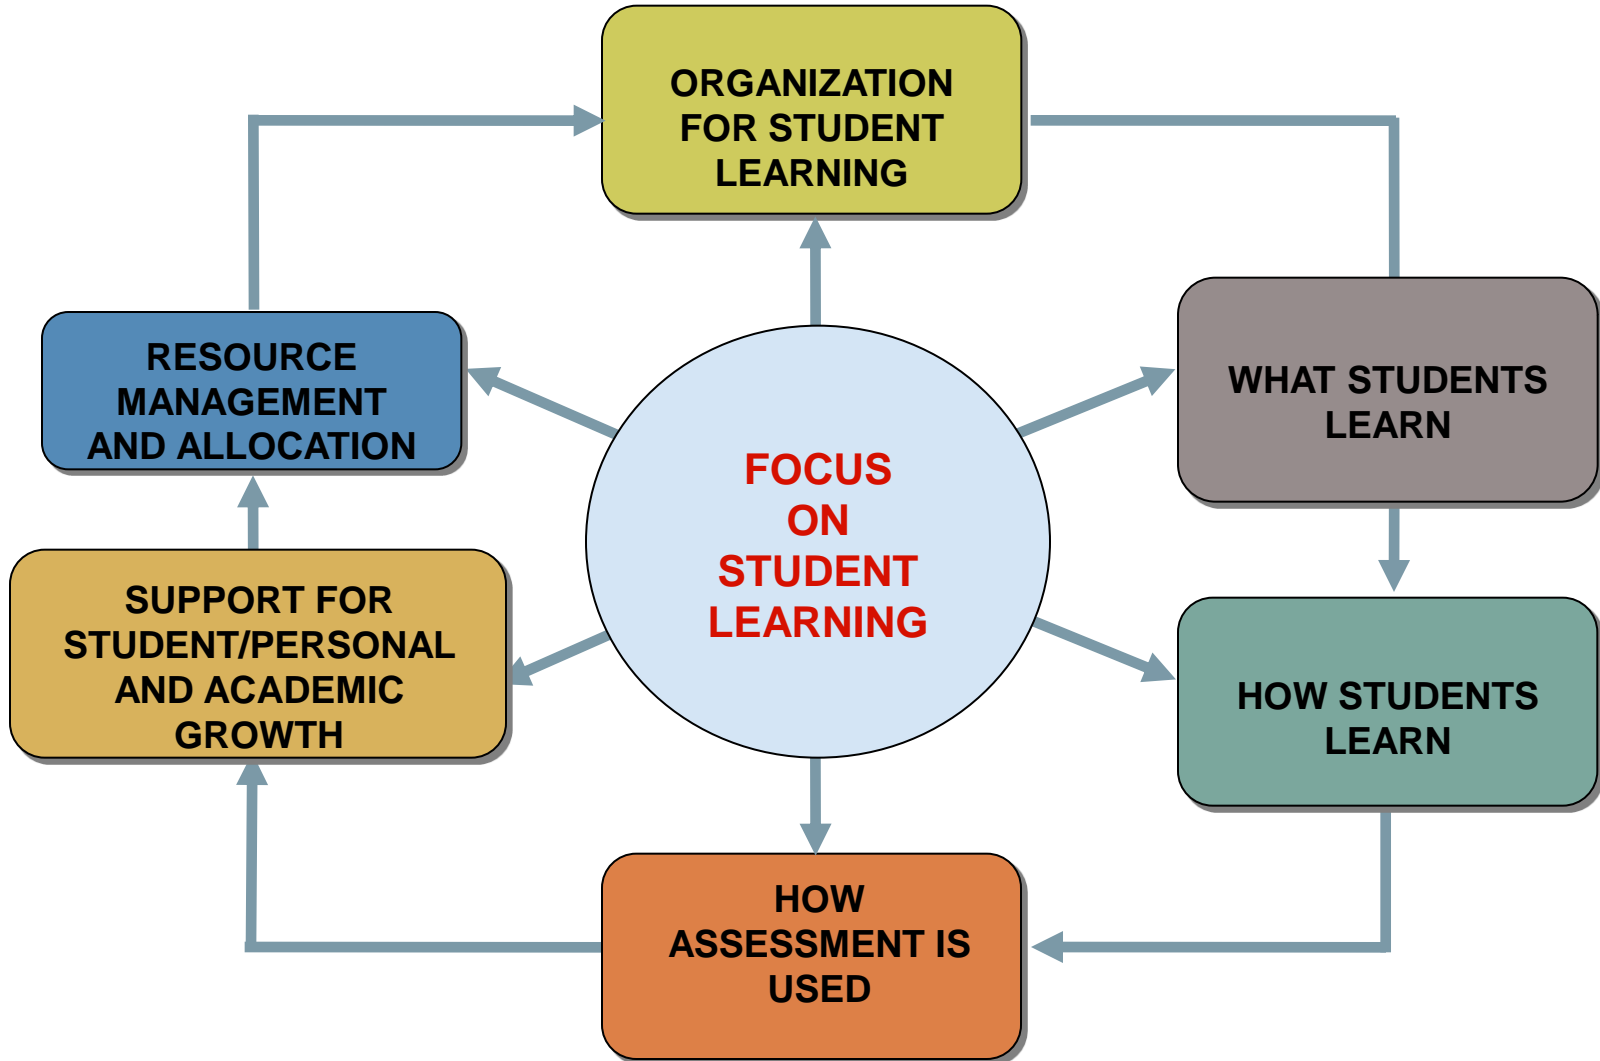 ORGANIZATION
FOR STUDENT
LEARNING
RESOURCE
MANAGEMENT
AND ALLOCATION
WHAT STUDENTS
LEARN
FOCUS
ON
STUDENT
LEARNING
SUPPORT FOR
STUDENT/PERSONAL
AND ACADEMIC
GROWTH
HOW STUDENTS
LEARN
HOW
ASSESSMENT IS
USED